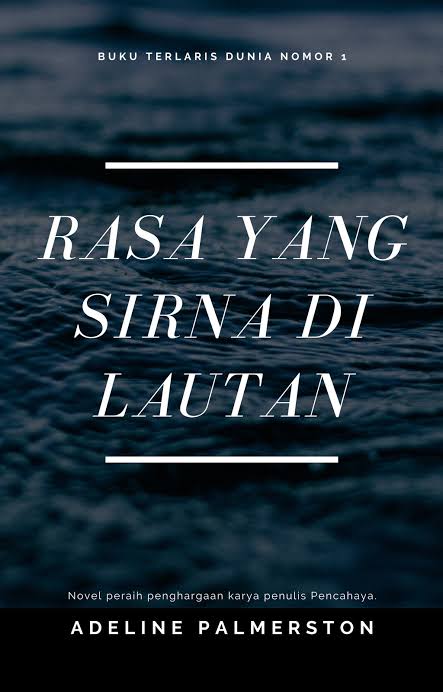 BUKU TERLARIS DUNIA NOMOR 1
RASA YANG
SIRNA DI
LAUTAN
Novel peraih penghargaan karya penulis Pencahaya.
ADELINE PALMERSTON